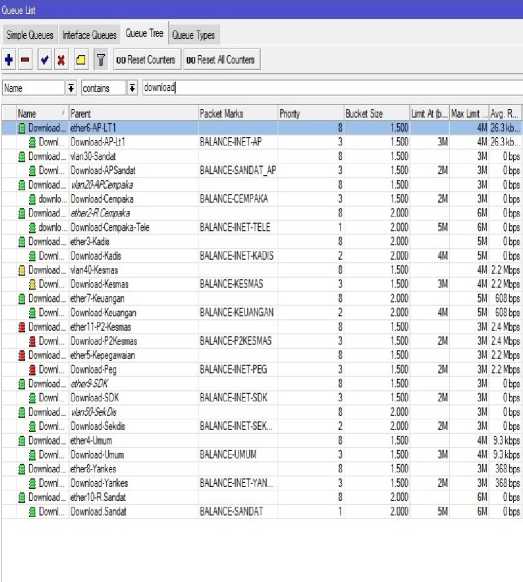 Queue List
Simple Queues Interface Queues Queue Tree Queue Types
00 Reset Counters 00 Reset All Counters
Name contains download
Name Parent Packet Marks Priority Bucket Size Limit At (b... Max Limit ... Avg. R...
Download... ether6-AP-LT1 8 1.500 4M 26.3 kb...
Downl... Download-AP-Lt1 BALANCE-INET-AP 3 1.500 3M 4M 26.3 kb...
Download... vlan30-Sandat 8 1.500 3M 0 bps
Downl... Download-APSandat BALANCE-SANDAT_AP 3 1.500 2M 3M 0 bps
Download... vlan20-APCempaka 8 1.500 3M 0 bps
downlo... Download-Cempaka BALANCE-CEMPAKA 3 1.500 2M 3M 0 bps
Download... ether2-R.Cempaka 8 2.000 6M 0 bps
downlo... Download-Cempaka-Tele BALANCE-INET-TELE 1 2.000 5M 6M 0 bps
Download... ether3-Kadis 8 2.000 5M 0 bps
Downl... Download-Kadis BALANCE-INET-KADIS 2 2.000 4M 5M 0 bps
Download... vlan40-Kesmas 8 1.500 4M 2.2 Mbps
Downl... Download-Kesmas BALANCE-KESMAS 3 1.500 3M 4M 2.2 Mbps
Download... ether7-Keuangan 8 2.000 5M 608 bps
Downl... Download-Keuangan BALANCE-KEUANGAN 2 2.000 4M 5M 608 bps
Download... ether11-P2-Kesmas 8 1.500 3M 2.4 Mbps
Downl... Download-P2Kesmas BALANCE-P2KESMAS 3 1.500 2M 3M 2.4 Mbps
Download... ether5-Kepegawaian 8 1.500 3M 2.2 Mbps
Downl... Download-Peg BALANCE-INET-PEG 3 1.500 2M 3M 2.2 Mbps
Download... ether9-SDK 8 1.500 3M 0 bps
Downl... Download-SDK BALANCE-INET-SDK 3 1.500 2M 3M 0 bps
Download... vlan50-SekDis 8 2.000 3M 0 bps
Downl... Download-Sekdis BALANCE-INET-SEK... 2 2.000 2M 3M 0 bps
Download... ether4-Umum 8 1.500 4M 9.3 kbps
Downl... Download-Umum BALANCE-UMUM 3 1.500 3M 4M 9.3 kbps
Download... ether8-Yankes 8 1.500 3M 368 bps
Downl... Download-Yankes BALANCE-INET-YAN... 3 1.500 2M 3M 368 bps
Download... ether10-R.Sandat 8 2.000 6M 0 bps
Downl... Download.Sandat BALANCE-SANDAT 1 2.000 5M 6M 0 bps